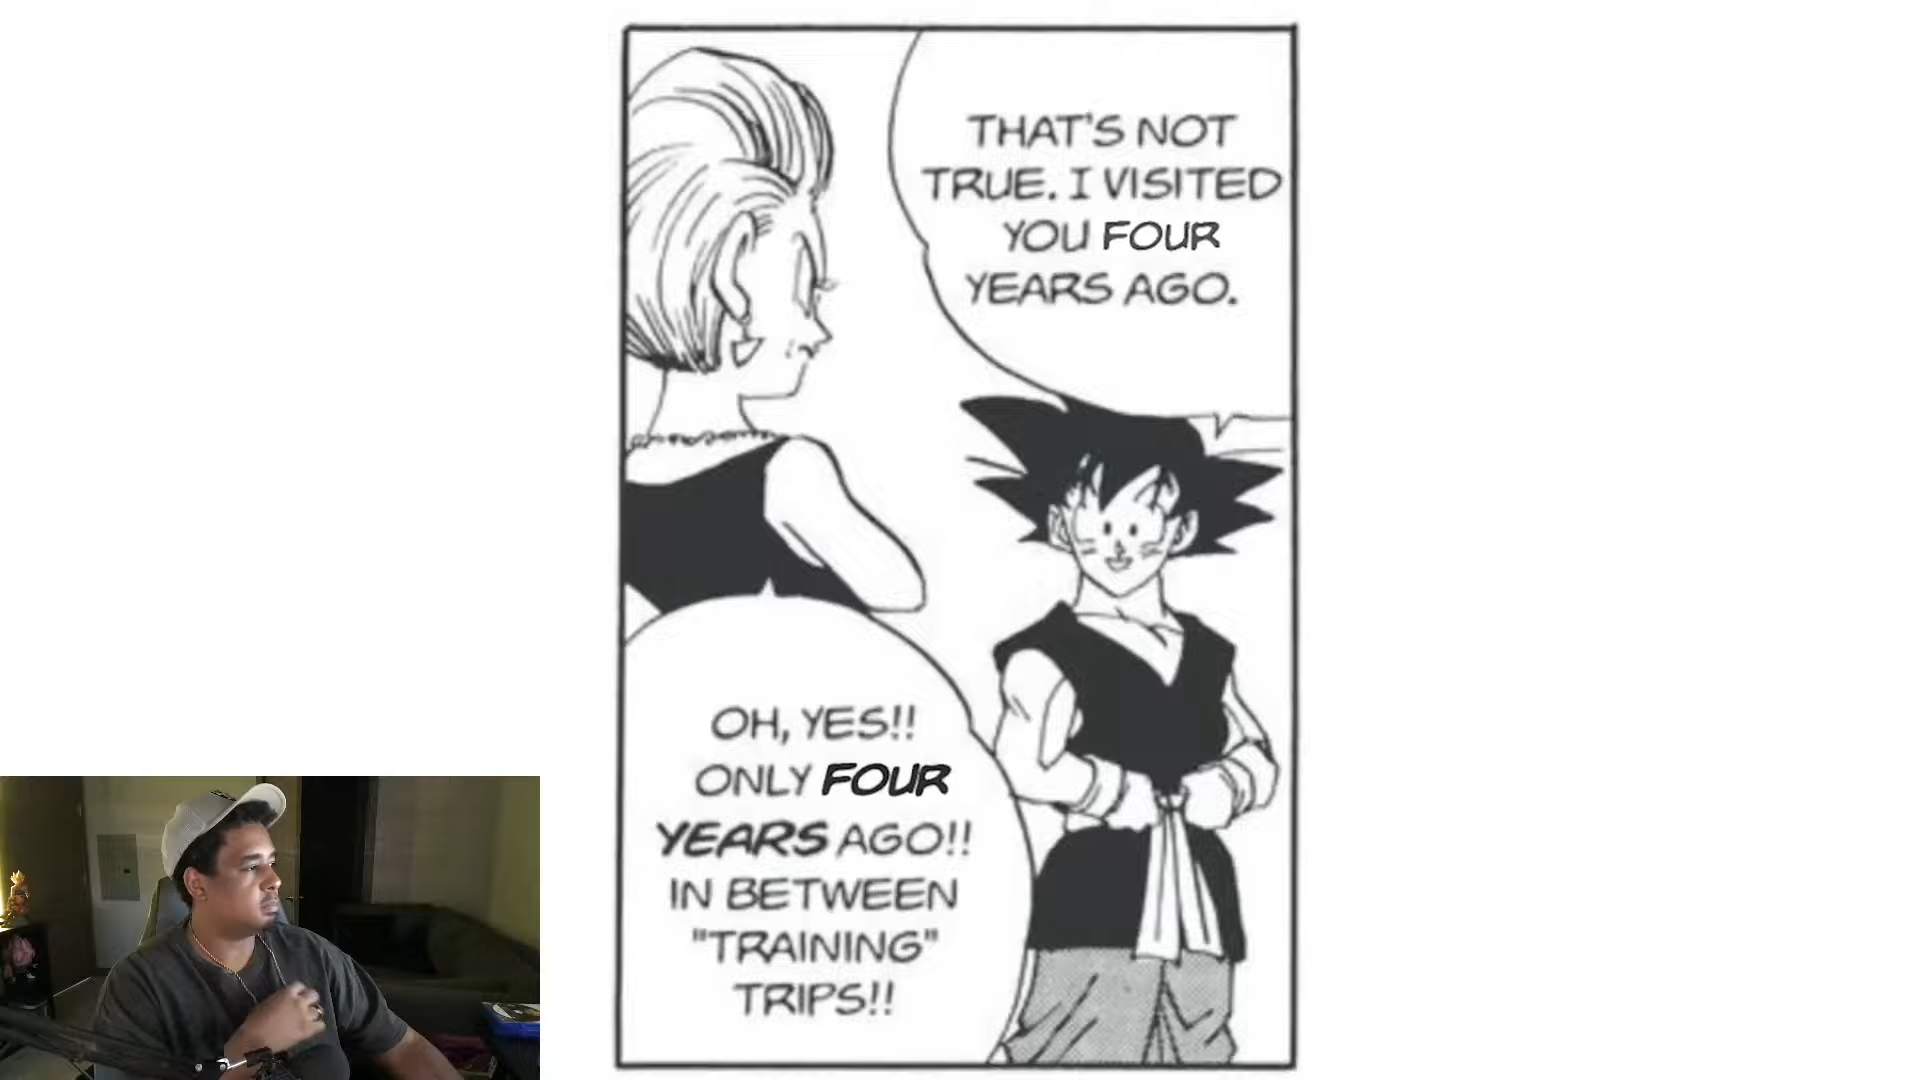 THAT'S NOT
TRUE. I VISITED
YOU FOUR
YEARS AGO.
OH, YES!!
ONLY FOUR
YEARS AGO!!
IN BETWEEN
"TRAINING"
TRIPS!!